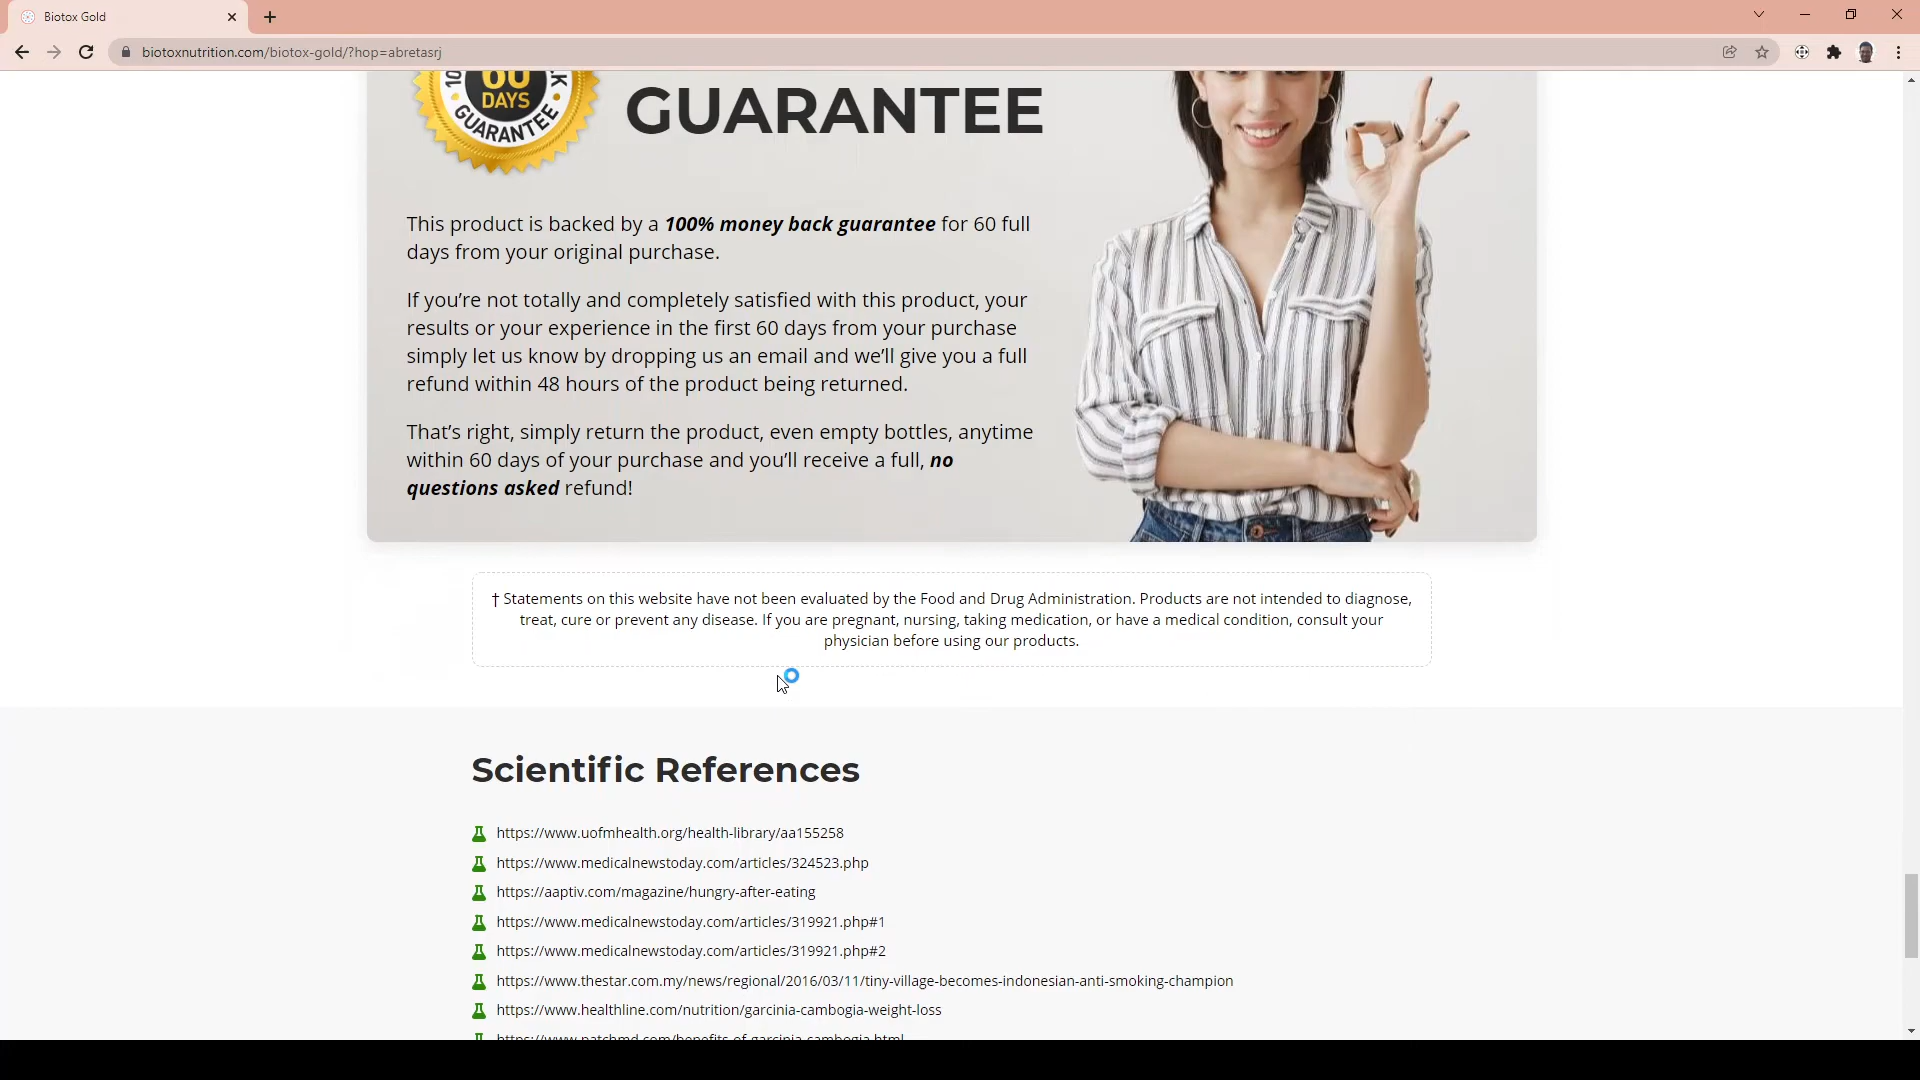 Biotox Gold
biotoxnutrition.com/biotox-gold/?hop=abretasrj
60
DAYS
GUARANTEE
GUARANTEE
This product is backed by a 100% money back guarantee for 60 full
days from your original purchase.
If you’re not totally and completely satisfied with this product, your
results or your experience in the first 60 days from your purchase
simply let us know by dropping us an email and we’ll give you a full
refund within 48 hours of the product being returned.
That’s right, simply return the product, even empty bottles, anytime
within 60 days of your purchase and you’ll receive a full, no
questions asked refund!
† Statements on this website have not been evaluated by the Food and Drug Administration. Products are not intended to diagnose,
treat, cure or prevent any disease. If you are pregnant, nursing, taking medication, or have a medical condition, consult your
physician before using our products.
Scientific References
https://www.uofmhealth.org/health-library/aa155258
https://www.medicalnewstoday.com/articles/324523.php
https://aaptiv.com/magazine/hungry-after-eating
https://www.medicalnewstoday.com/articles/319921.php#1
https://www.medicalnewstoday.com/articles/319921.php#2
https://www.thestar.com.my/news/regional/2016/03/11/tiny-village-becomes-indonesian-anti-smoking-champion
https://www.healthline.com/nutrition/garcinia-cambogia-weight-loss
https://www.patchmd.com/benefits-of-garcinia-cambogia.html